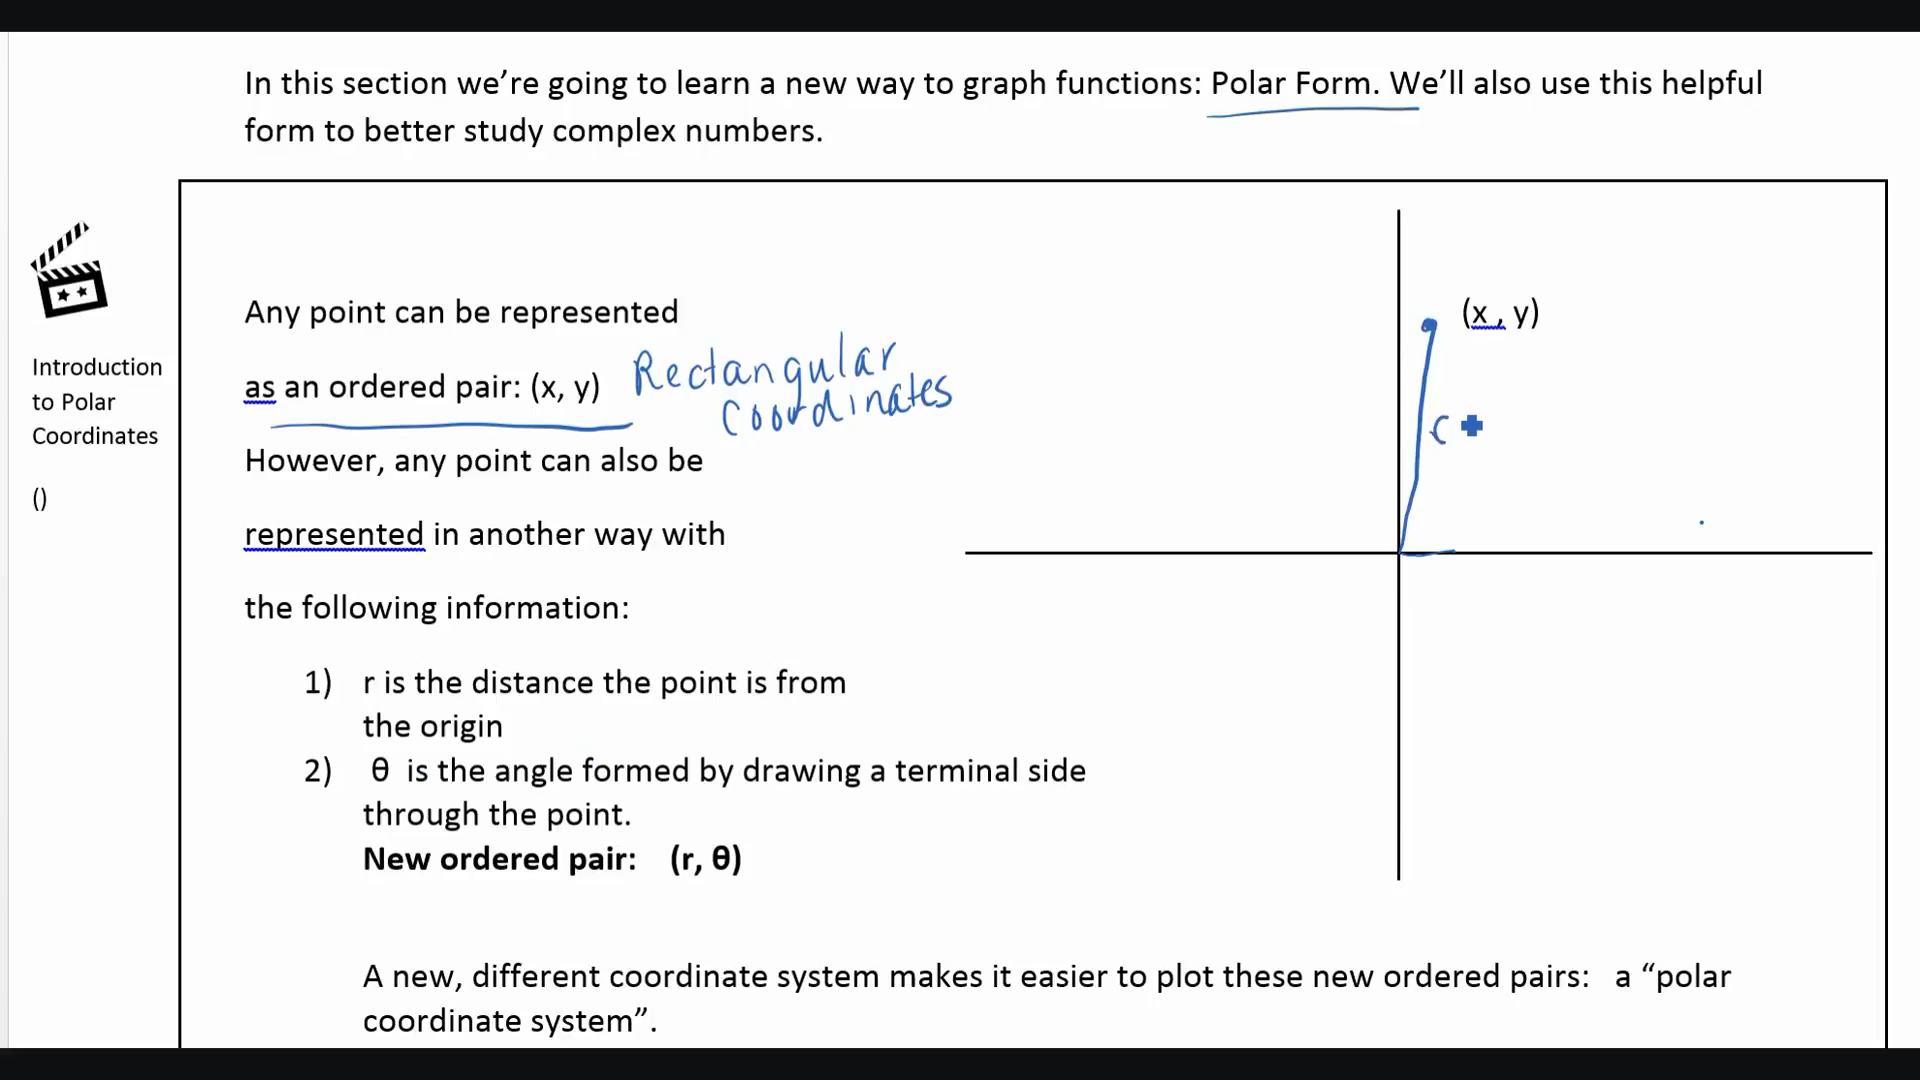 In this section we’re going to learn a new way to graph functions: Polar Form. We’ll also use this helpful
form to better study complex numbers.
Introduction
to Polar
Coordinates
()
Any point can be represented
as an ordered pair: (x, y) Rectangular
Coordinates
However, any point can also be
represented in another way with
the following information:
1) r is the distance the point is from
the origin
2) θ is the angle formed by drawing a terminal side
through the point.
New ordered pair: (r, θ)
(x , y)
A new, different coordinate system makes it easier to plot these new ordered pairs: a “polar
coordinate system”.